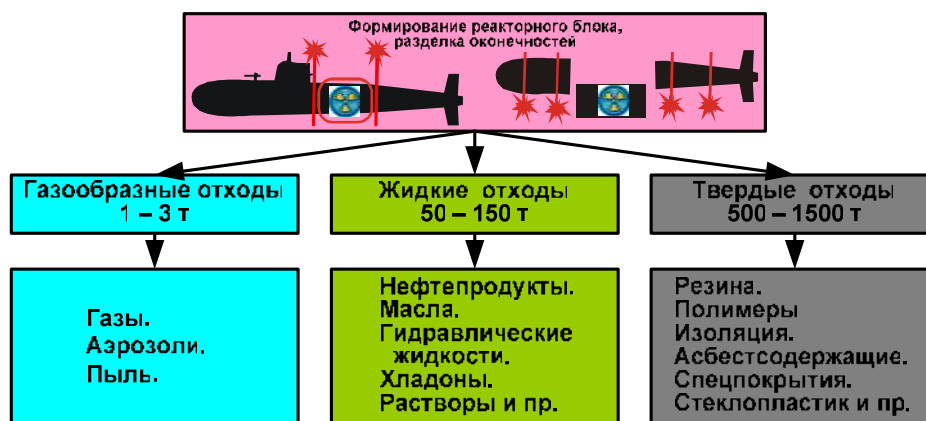 Формирование реакторного блока,
разделка оконечностей
Газообразные отходы
1 – 3 т
Жидкие отходы
50 – 150 т
Твердые отходы
500 – 1500 т
Газы.
Аэрозоли.
Пыль.
Нефтепродукты.
Масла.
Гидравлические
жидкости.
Хладоны.
Растворы и пр.
Резина.
Полимеры
Изоляция.
Асбестсодержащие.
Спецпокрытия.
Стеклопластик и пр.